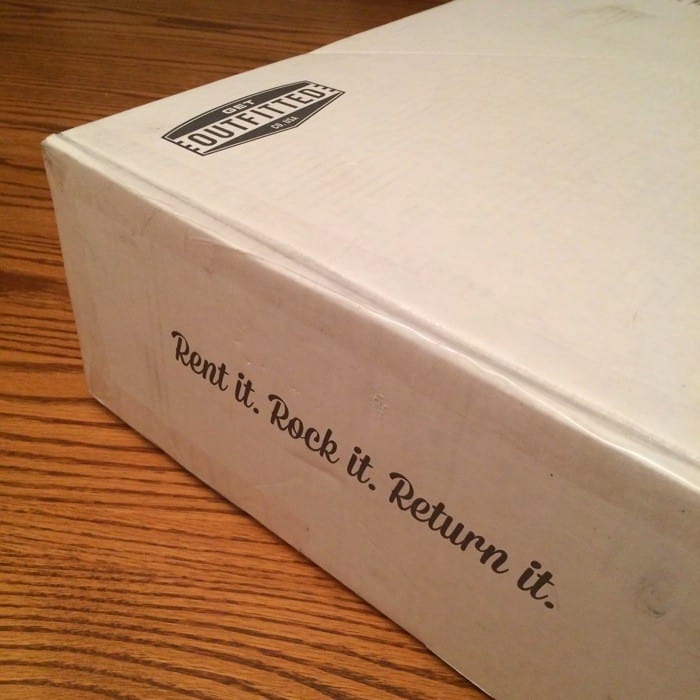 GET
OUTFITTED
CO, USA
Rent it. Rock it. Return it.